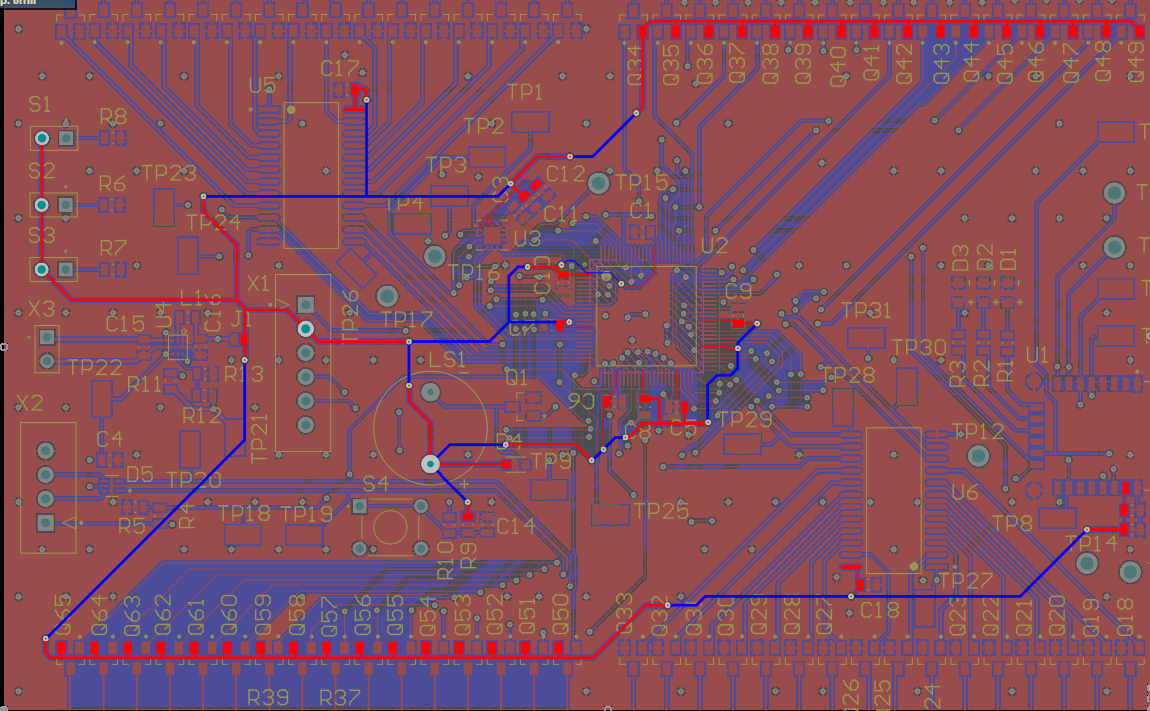 Q34 Q35 Q36 Q37 Q38 Q39 Q40 Q41 Q42 Q43 Q44 Q45 Q46 Q47 Q48 Q49
U5
C17
S1
R8
TP1
TP2
S2
R6
TP23
TP3
C12
TP15
TP4
TP24
C11
C1
S3
R7
U3
U2
D3 D2 D1
X1
TP26
TP17
C9
X3
C15
U4
J1
TP31
TP22
R11
R13
R12
LS1
Q1
TP30
U1
R3 R2 R1
TP28
X2
TP21
C6
C5
TP29
TP12
C4
D5
TP20
D4
TP9
S4
U6
R5
R4
TP18
TP19
R10
R9
C14
TP25
TP8
TP14
TP27
C18
Q65 Q64 Q63 Q62 Q61 Q60 Q59 Q58 Q57 Q56 Q55 Q54 Q53 Q52 Q51 Q50 Q33 Q32 Q30 Q29 Q28 Q27 Q23 Q22 Q21 Q20 Q19 Q18
R39 R37